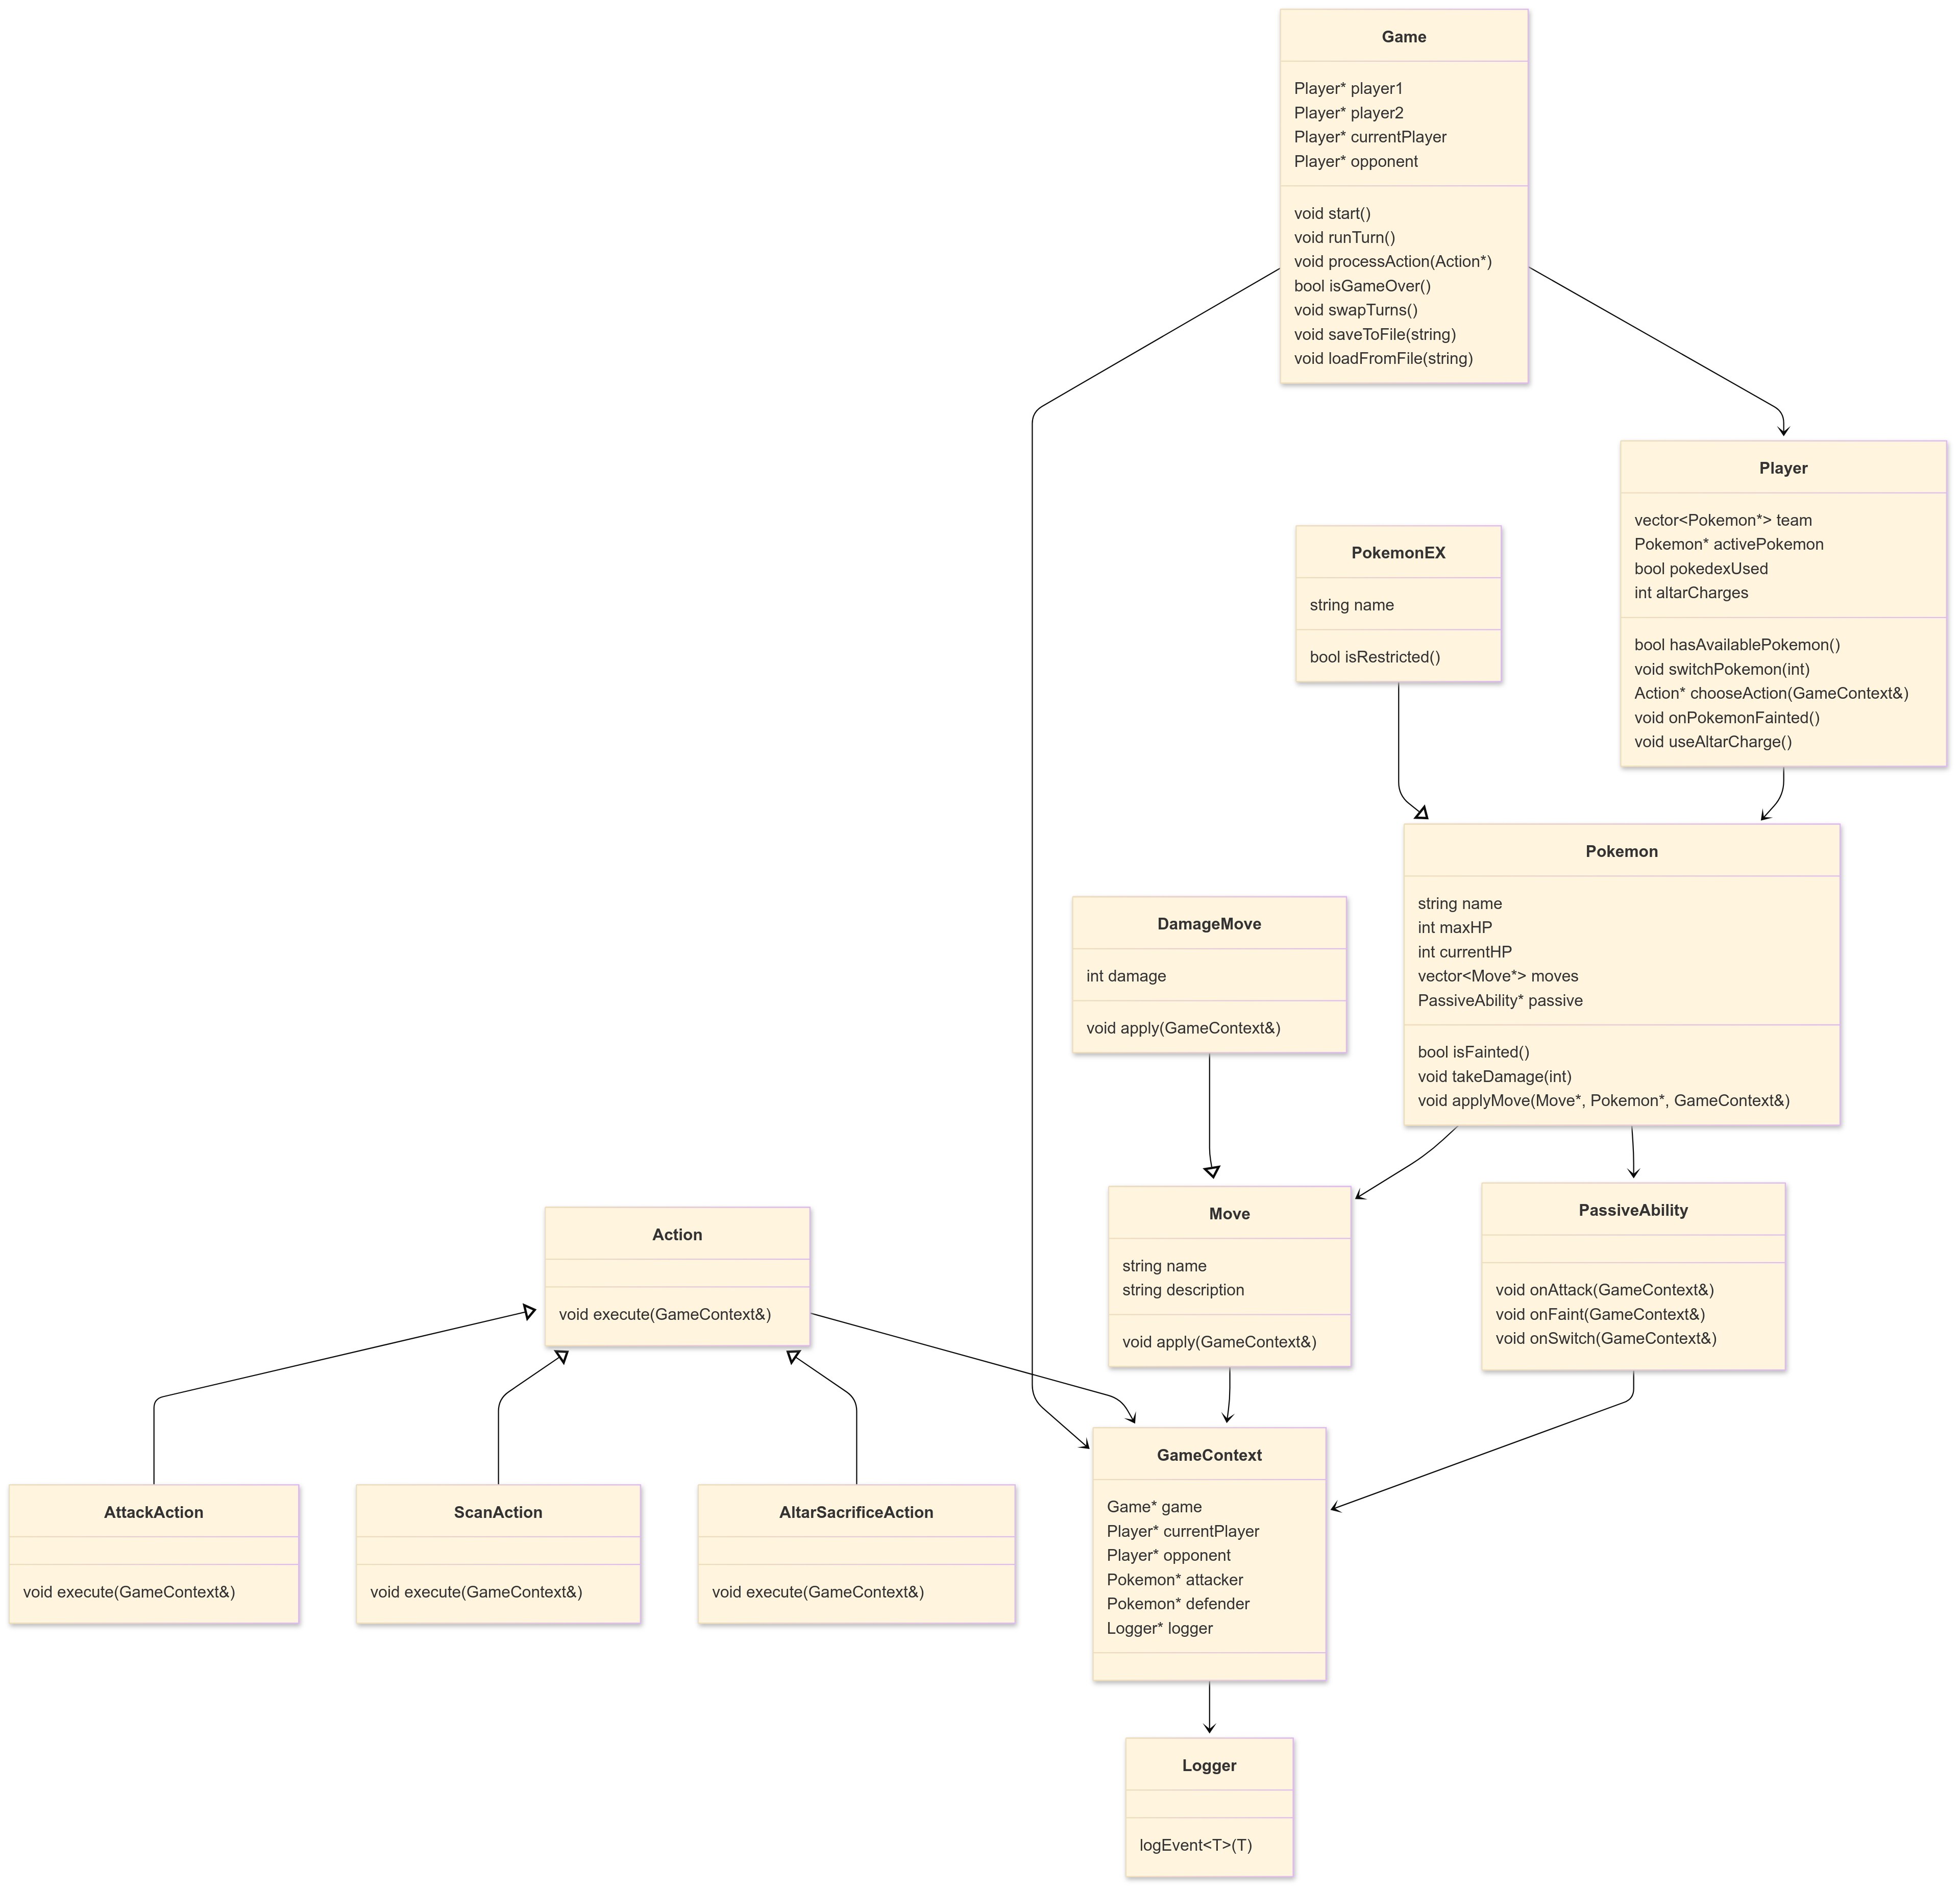 Game
Player* player1
Player* player2
Player* currentPlayer
Player* opponent
void start()
void runTurn()
void processAction(Action*)
bool isGameOver()
void swapTurns()
void saveToFile(string)
void loadFromFile(string)
Player
vector<Pokemon*> team
Pokemon* activePokemon
bool pokedexUsed
int altarCharges
bool hasAvailablePokemon()
void switchPokemon(int)
Action* chooseAction(GameContext&)
void onPokemonFainted()
void useAltarCharge()
PokemonEX
string name
bool isRestricted()
Pokemon
string name
int maxHP
int currentHP
vector<Move*> moves
PassiveAbility* passive
bool isFainted()
void takeDamage(int)
void applyMove(Move*, Pokemon*, GameContext&)
DamageMove
int damage
void apply(GameContext&)
Move
string name
string description
void apply(GameContext&)
PassiveAbility
void onAttack(GameContext&)
void onFaint(GameContext&)
void onSwitch(GameContext&)
Action
void execute(GameContext&)
AttackAction
void execute(GameContext&)
ScanAction
void execute(GameContext&)
AltarSacrificeAction
void execute(GameContext&)
GameContext
Game* game
Player* currentPlayer
Player* opponent
Pokemon* attacker
Pokemon* defender
Logger* logger
Logger
logEvent<T>(T)